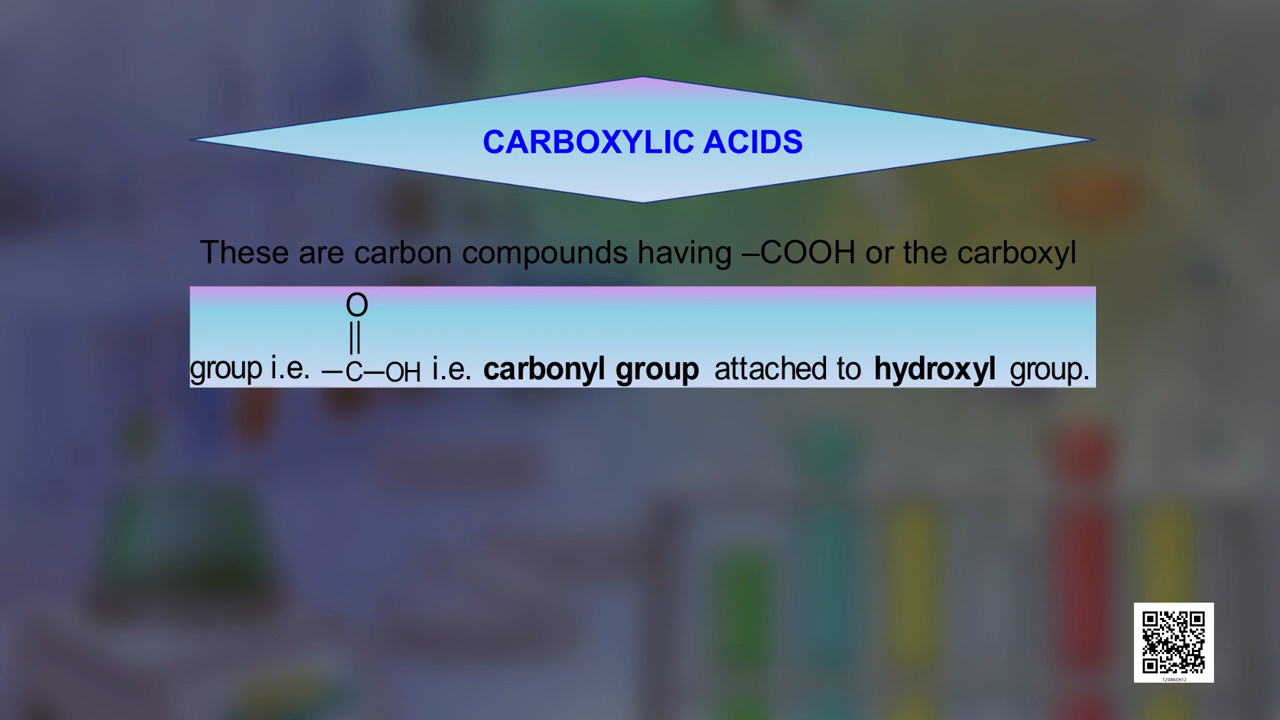 CARBOXYLIC ACIDS
These are carbon compounds having –COOH or the carboxyl
O
||
group i.e. –C–OH i.e. carbonyl group attached to hydroxyl group.